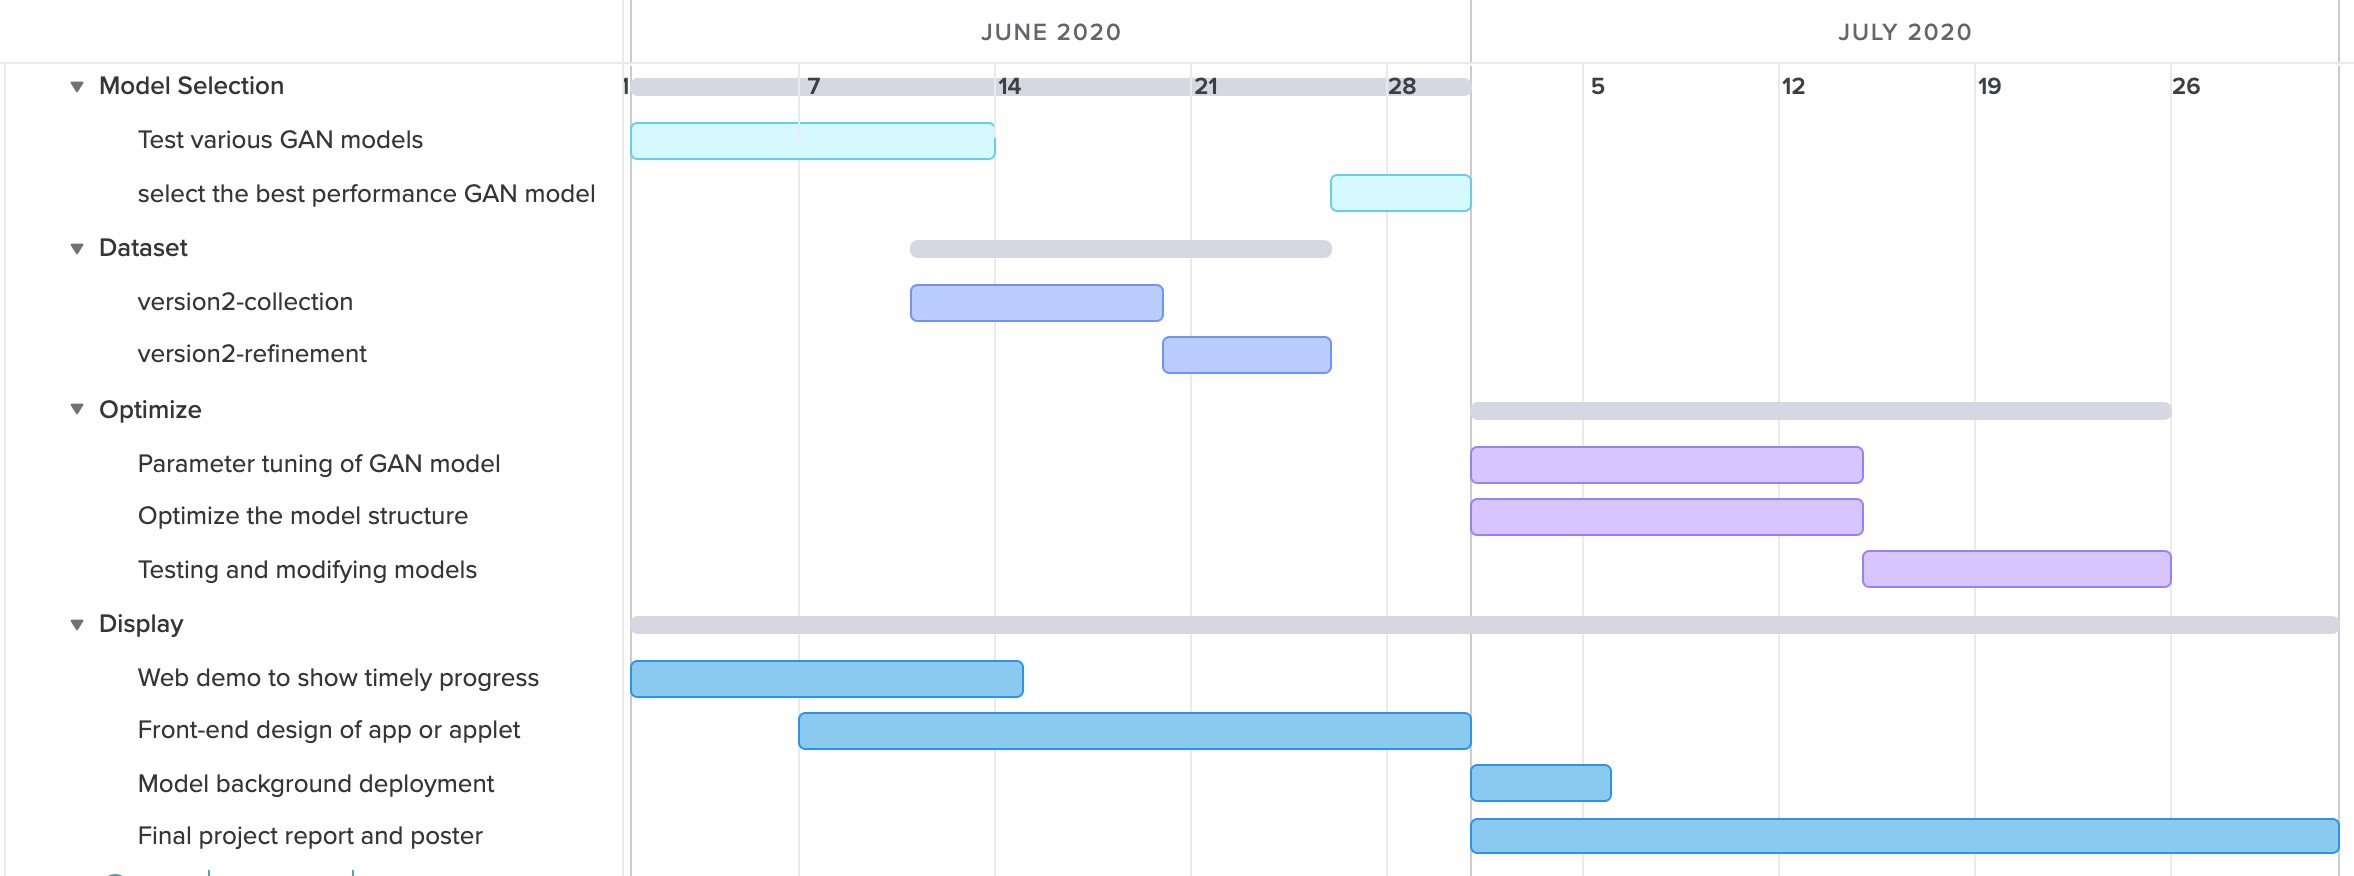 JUNE 2020 JULY 2020
Model Selection 1 7 14 21 28 5 12 19 26
Test various GAN models
select the best performance GAN model
Dataset
version2-collection
version2-refinement
Optimize
Parameter tuning of GAN model
Optimize the model structure
Testing and modifying models
Display
Web demo to show timely progress
Front-end design of app or applet
Model background deployment
Final project report and poster